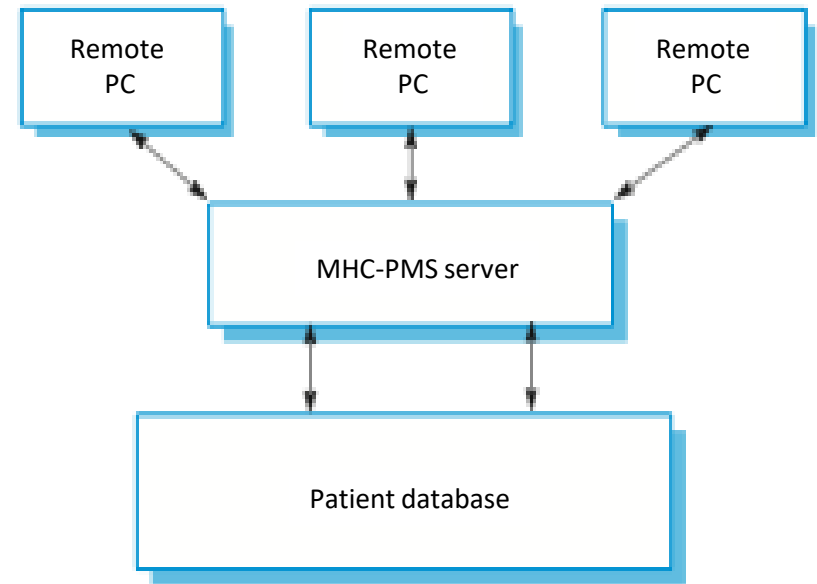 Remote
PC
Remote
PC
Remote
PC
MHC-PMS server
Patient database